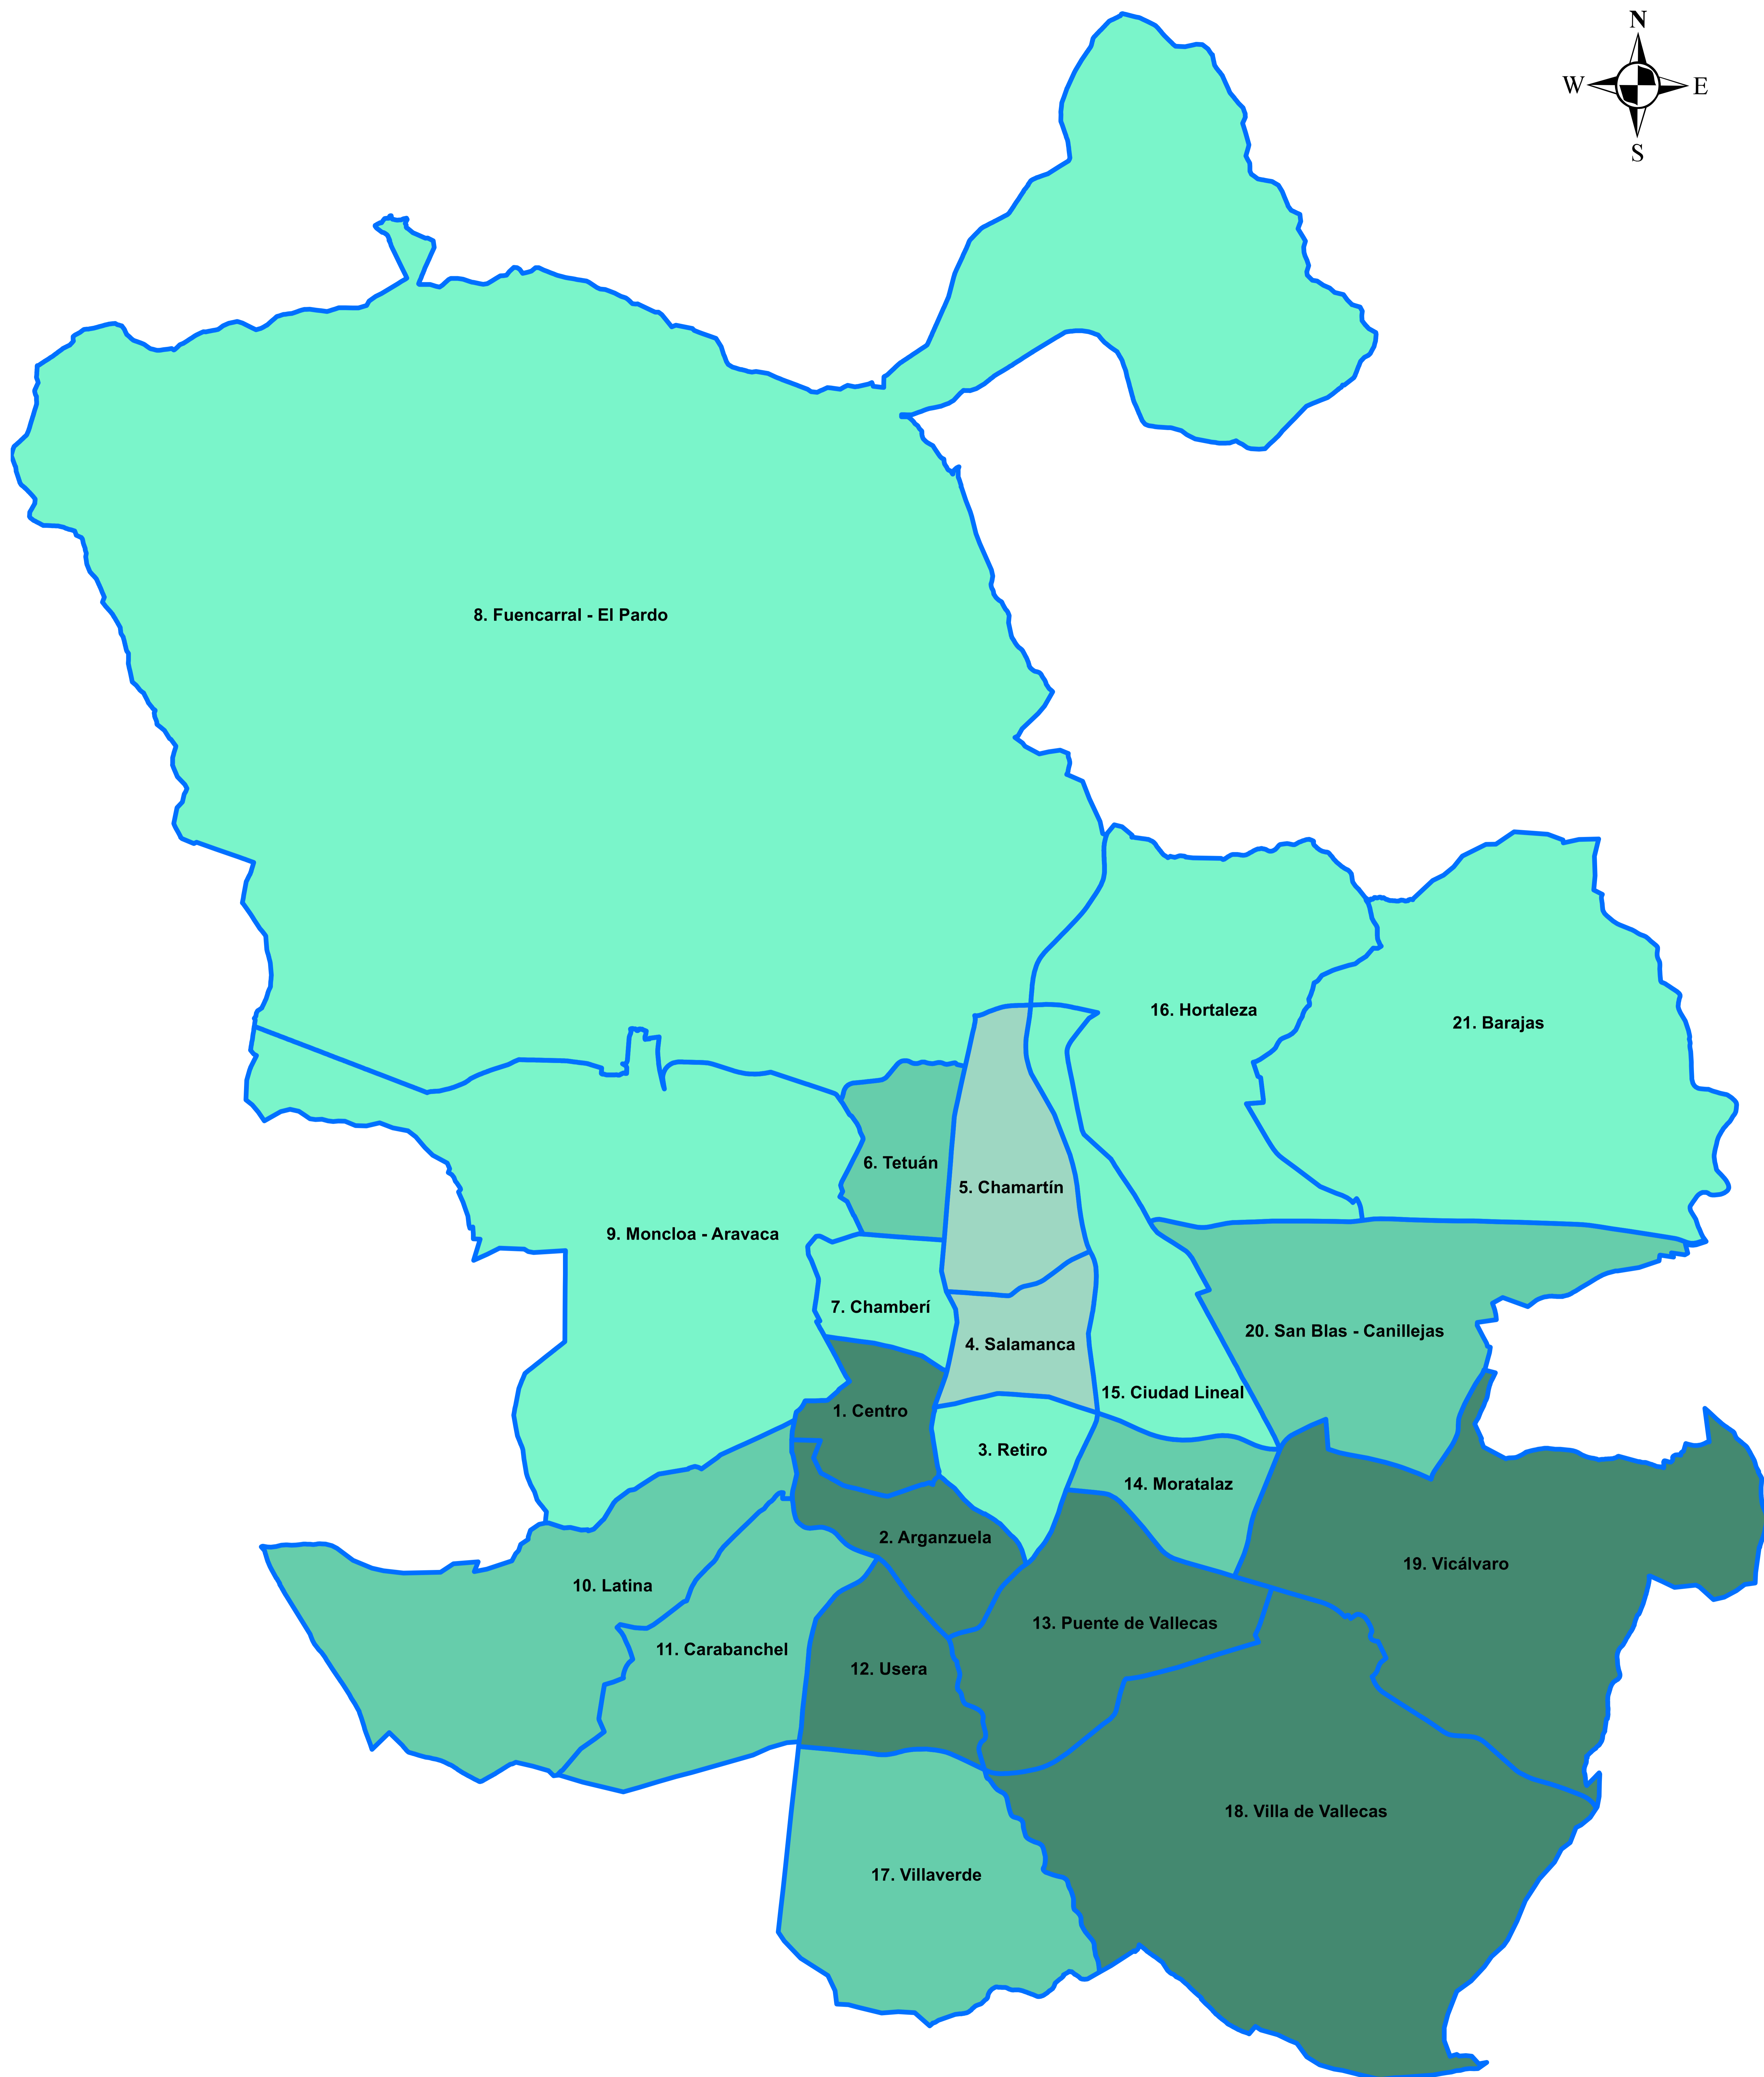 N
W
E
S
8. Fuencarral - El Pardo
16. Hortaleza
21. Barajas
6. Tetuán
5. Chamartín
9. Moncloa - Aravaca
7. Chamberí
4. Salamanca
20. San Blas - Canillejas
15. Ciudad Lineal
1. Centro
3. Retiro
14. Moratalaz
2. Arganzuela
19. Vicálvaro
10. Latina
13. Puente de Vallecas
11. Carabanchel
12. Usera
18. Villa de Vallecas
17. Villaverde